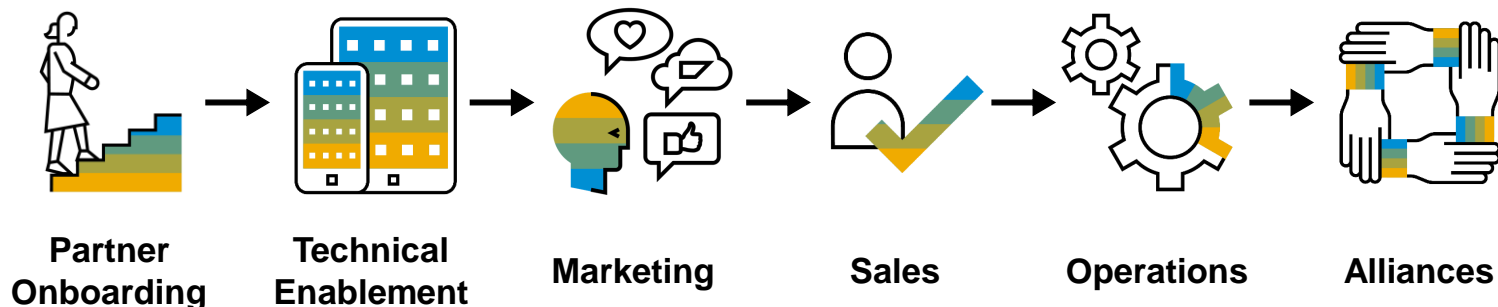 Partner
Onboarding
Technical
Enablement
Marketing
Sales
Operations
Alliances